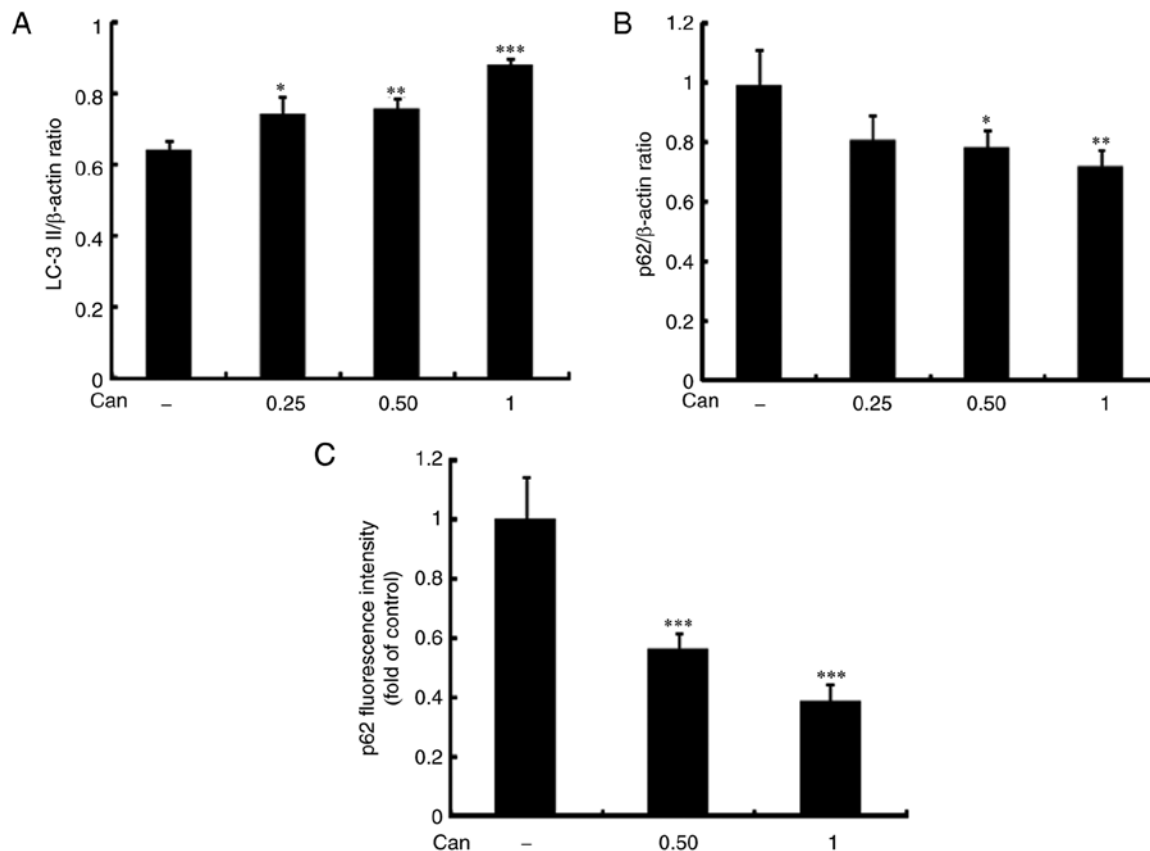 A
LC-3 II/β-actin ratio
1
0.8
0.6
0.4
0.2
0
*
**
***
Can – 0.25 0.50 1
B
p62/β-actin ratio
1.2
1
0.8
0.6
0.4
0.2
0
*
**
Can – 0.25 0.50 1
C
p62 fluorescence intensity
(fold of control)
1.2
1
0.8
0.6
0.4
0.2
0
***
***
Can – 0.50 1